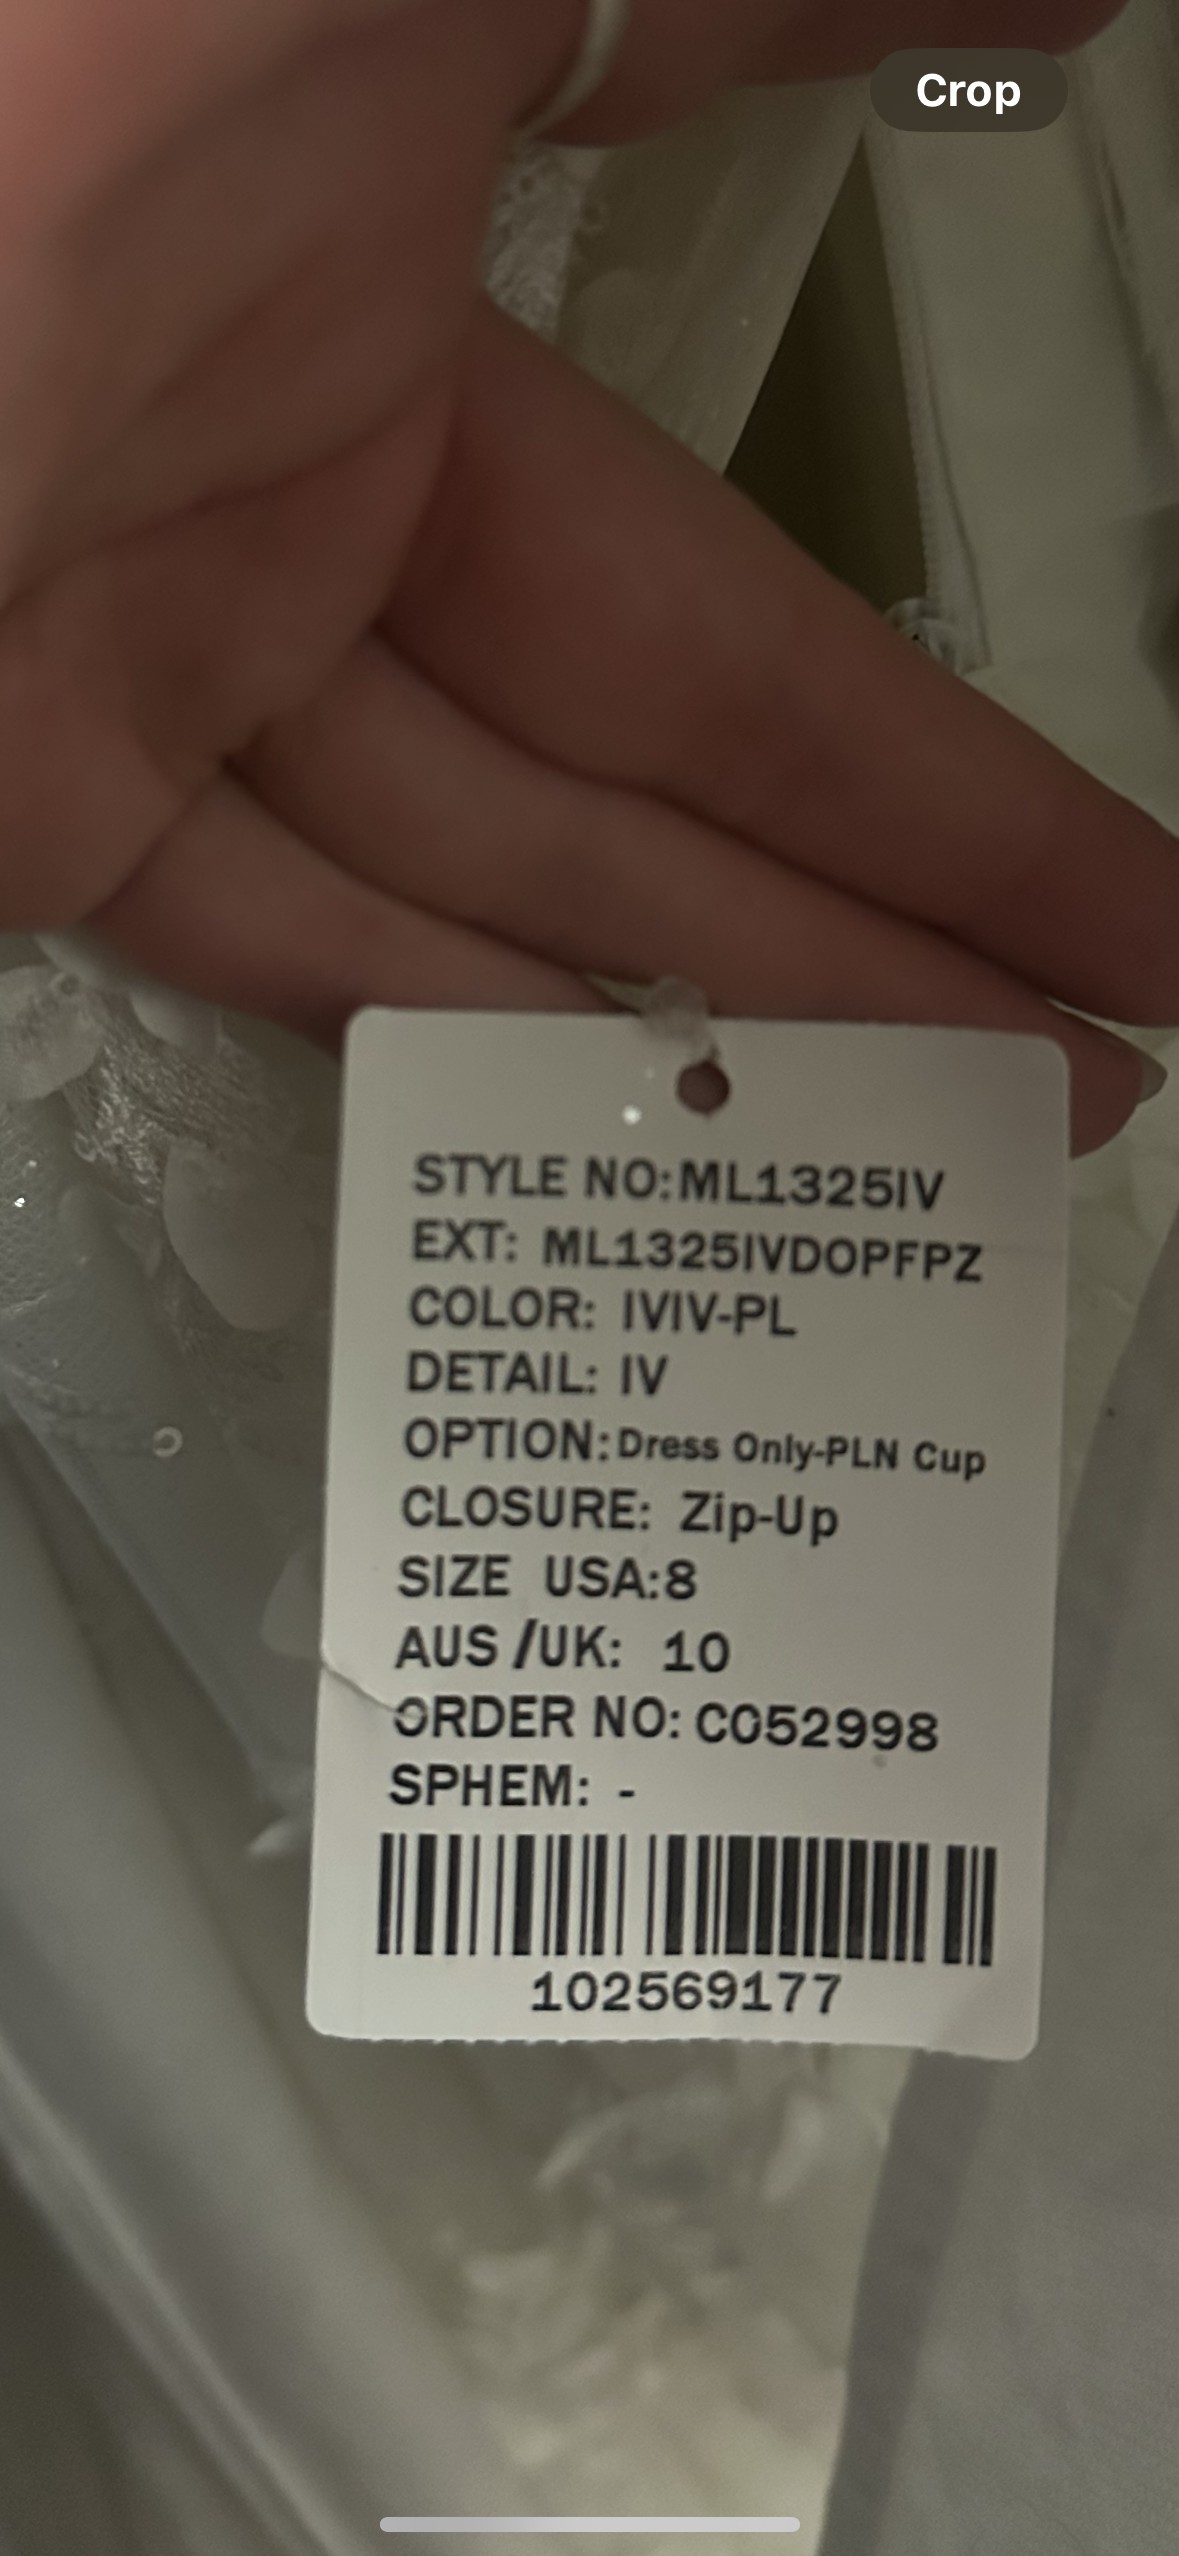 Crop
STYLE NO:ML1325IV
EXT: ML1325IVDOPFPZ
COLOR: IVIV-PL
DETAIL: IV
OPTION:Dress Only-PLN Cup
CLOSURE: Zip-Up
SIZE USA:8
AUS /UK: 10
ORDER NO: C052998
SPHEM: -
102569177